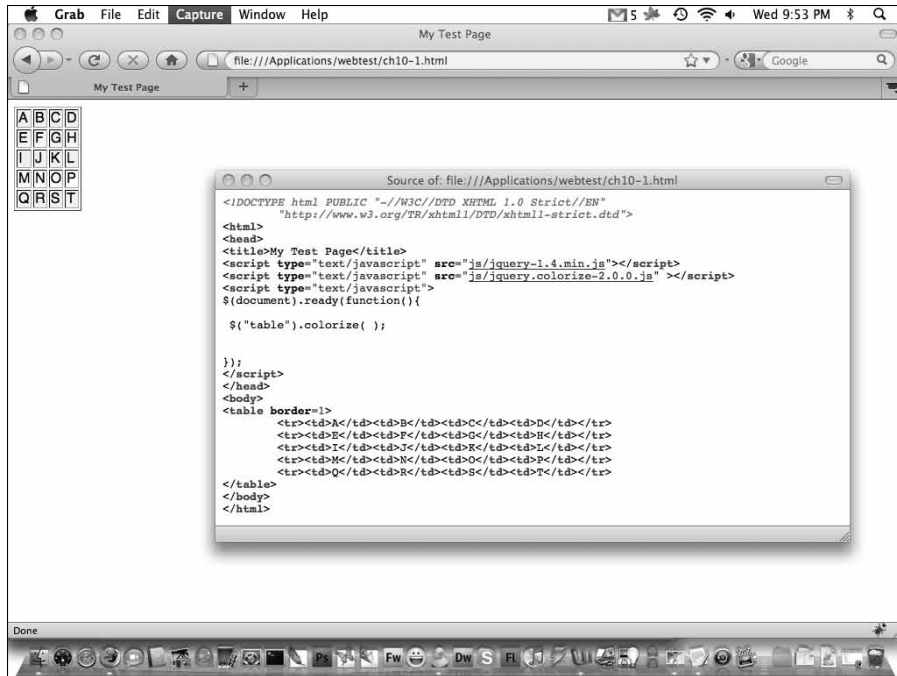 Grab File Edit Capture Window Help 5 Wed 9:53 PM
My Test Page
file:///Applications/webtest/ch10-1.html Google
My Test Page +
A B C D
E F G H
I J K L
M N O P
Q R S T
Source of: file:///Applications/webtest/ch10-1.html
<!DOCTYPE html PUBLIC "-//W3C//DTD XHTML 1.0 Strict//EN"
"http://www.w3.org/TR/xhtml1/DTD/xhtml1-strict.dtd">
<html>
<head>
<title>My Test Page</title>
<script type="text/javascript" src="js/jquery-1.4.min.js"></script>
<script type="text/javascript" src="js/jquery.colorize-2.0.0.js" ></script>
<script type="text/javascript">
$(document).ready(function(){
$("table").colorize( );
});
</script>
</head>
<body>
<table border=1>
<tr><td>A</td><td>B</td><td>C</td><td>D</td></tr>
<tr><td>E</td><td>F</td><td>G</td><td>H</td></tr>
<tr><td>I</td><td>J</td><td>K</td><td>L</td></tr>
<tr><td>M</td><td>N</td><td>O</td><td>P</td></tr>
<tr><td>Q</td><td>R</td><td>S</td><td>T</td></tr>
</table>
</body>
</html>
Done
Ps Fw Dw S FL